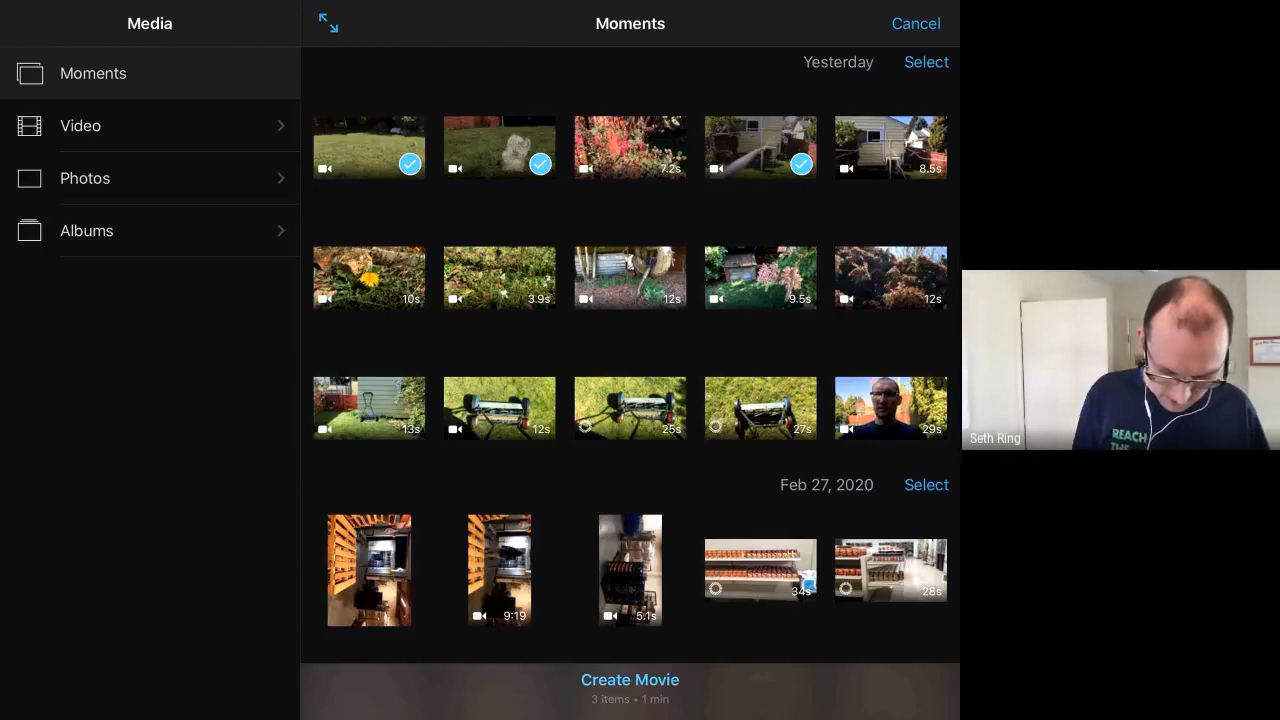 Media
Moments
Cancel
Moments
Yesterday
Select
Video
Photos
Albums
7.2s
8.5s
10s
3.9s
12s
9.5s
12s
13s
12s
25s
27s
29s
Feb 27, 2020
Select
9:19
5.1s
34s
28s
Create Movie
3 items • 1 min
REACH
THE
Seth Ring